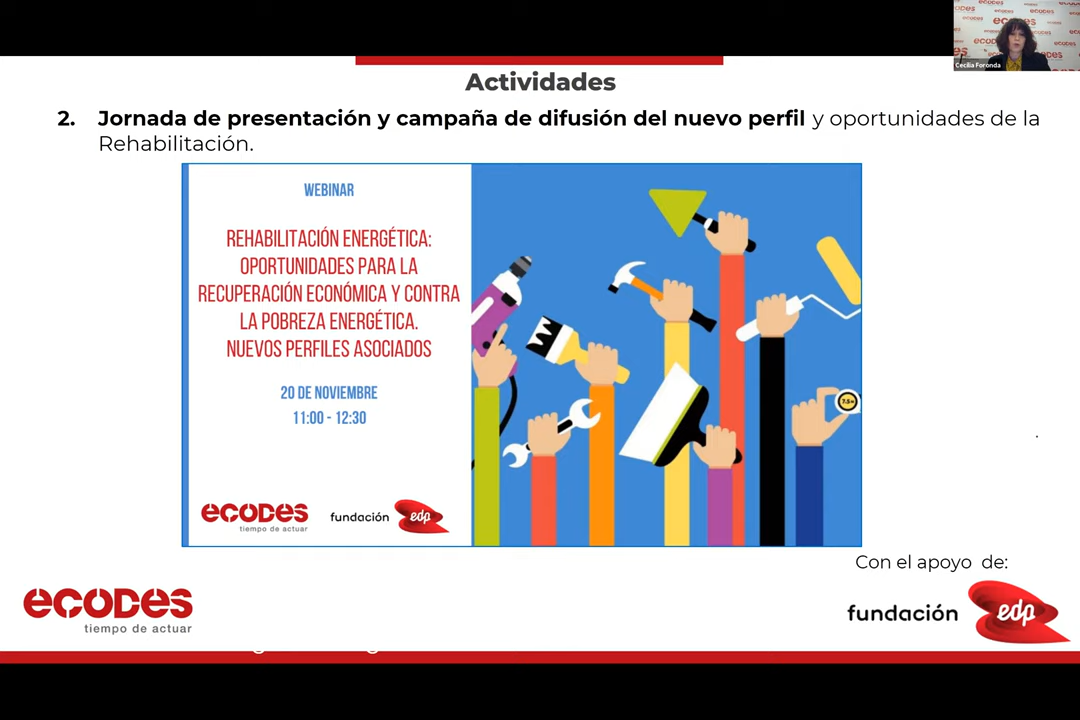 Cecilia Foronda
Actividades
2. Jornada de presentación y campaña de difusión del nuevo perfil y oportunidades de la
Rehabilitación.
WEBINAR
REHABILITACIÓN ENERGÉTICA:
OPORTUNIDADES PARA LA
RECUPERACIÓN ECONÓMICA Y CONTRA
LA POBREZA ENERGÉTICA.
NUEVOS PERFILES ASOCIADOS
20 DE NOVIEMBRE
11:00 - 12:30
ecodes
tiempo de actuar
fundación edp
7.5m
Con el apoyo de:
ecodes
tiempo de actuar
fundación edp